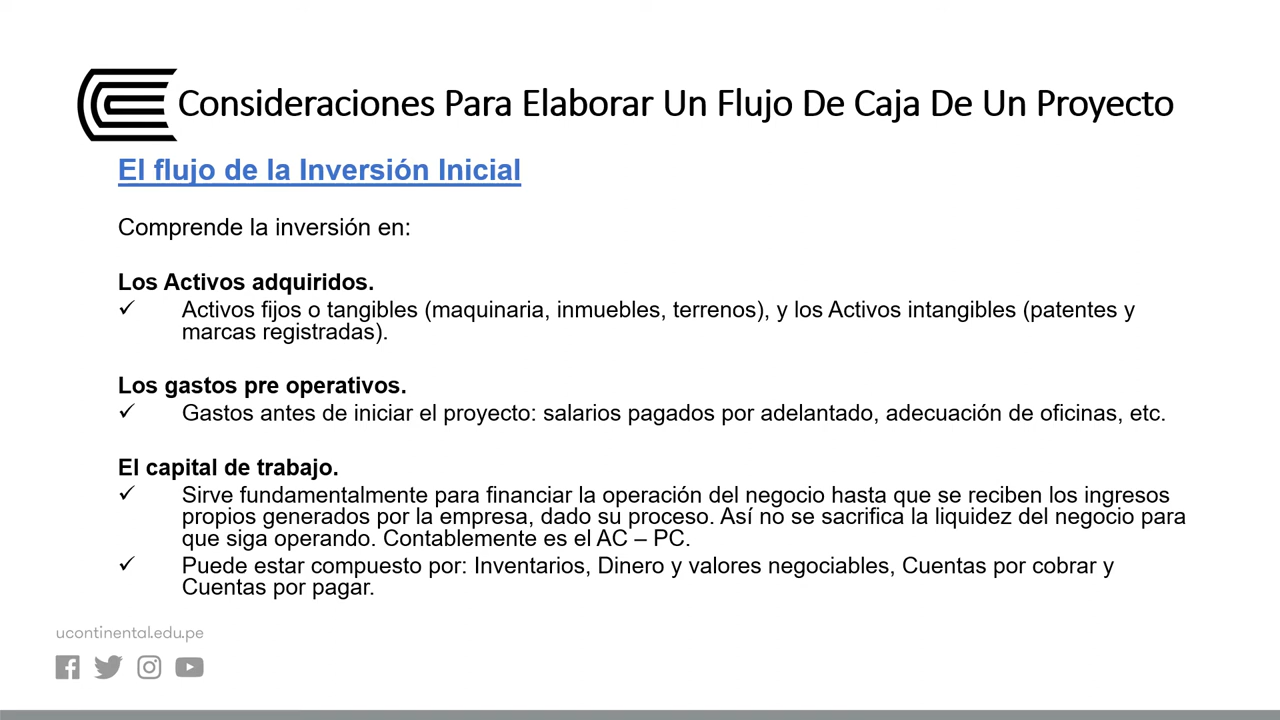 Consideraciones Para Elaborar Un Flujo De Caja De Un Proyecto
El flujo de la Inversión Inicial
Comprende la inversión en:
Los Activos adquiridos.
✓ Activos fijos o tangibles (maquinaria, inmuebles, terrenos), y los Activos intangibles (patentes y
marcas registradas).
Los gastos pre operativos.
✓ Gastos antes de iniciar el proyecto: salarios pagados por adelantado, adecuación de oficinas, etc.
El capital de trabajo.
✓ Sirve fundamentalmente para financiar la operación del negocio hasta que se reciben los ingresos
propios generados por la empresa, dado su proceso. Así no se sacrifica la liquidez del negocio para
que siga operando. Contablemente es el AC – PC.
✓ Puede estar compuesto por: Inventarios, Dinero y valores negociables, Cuentas por cobrar y
Cuentas por pagar.
ucontinental.edu.pe